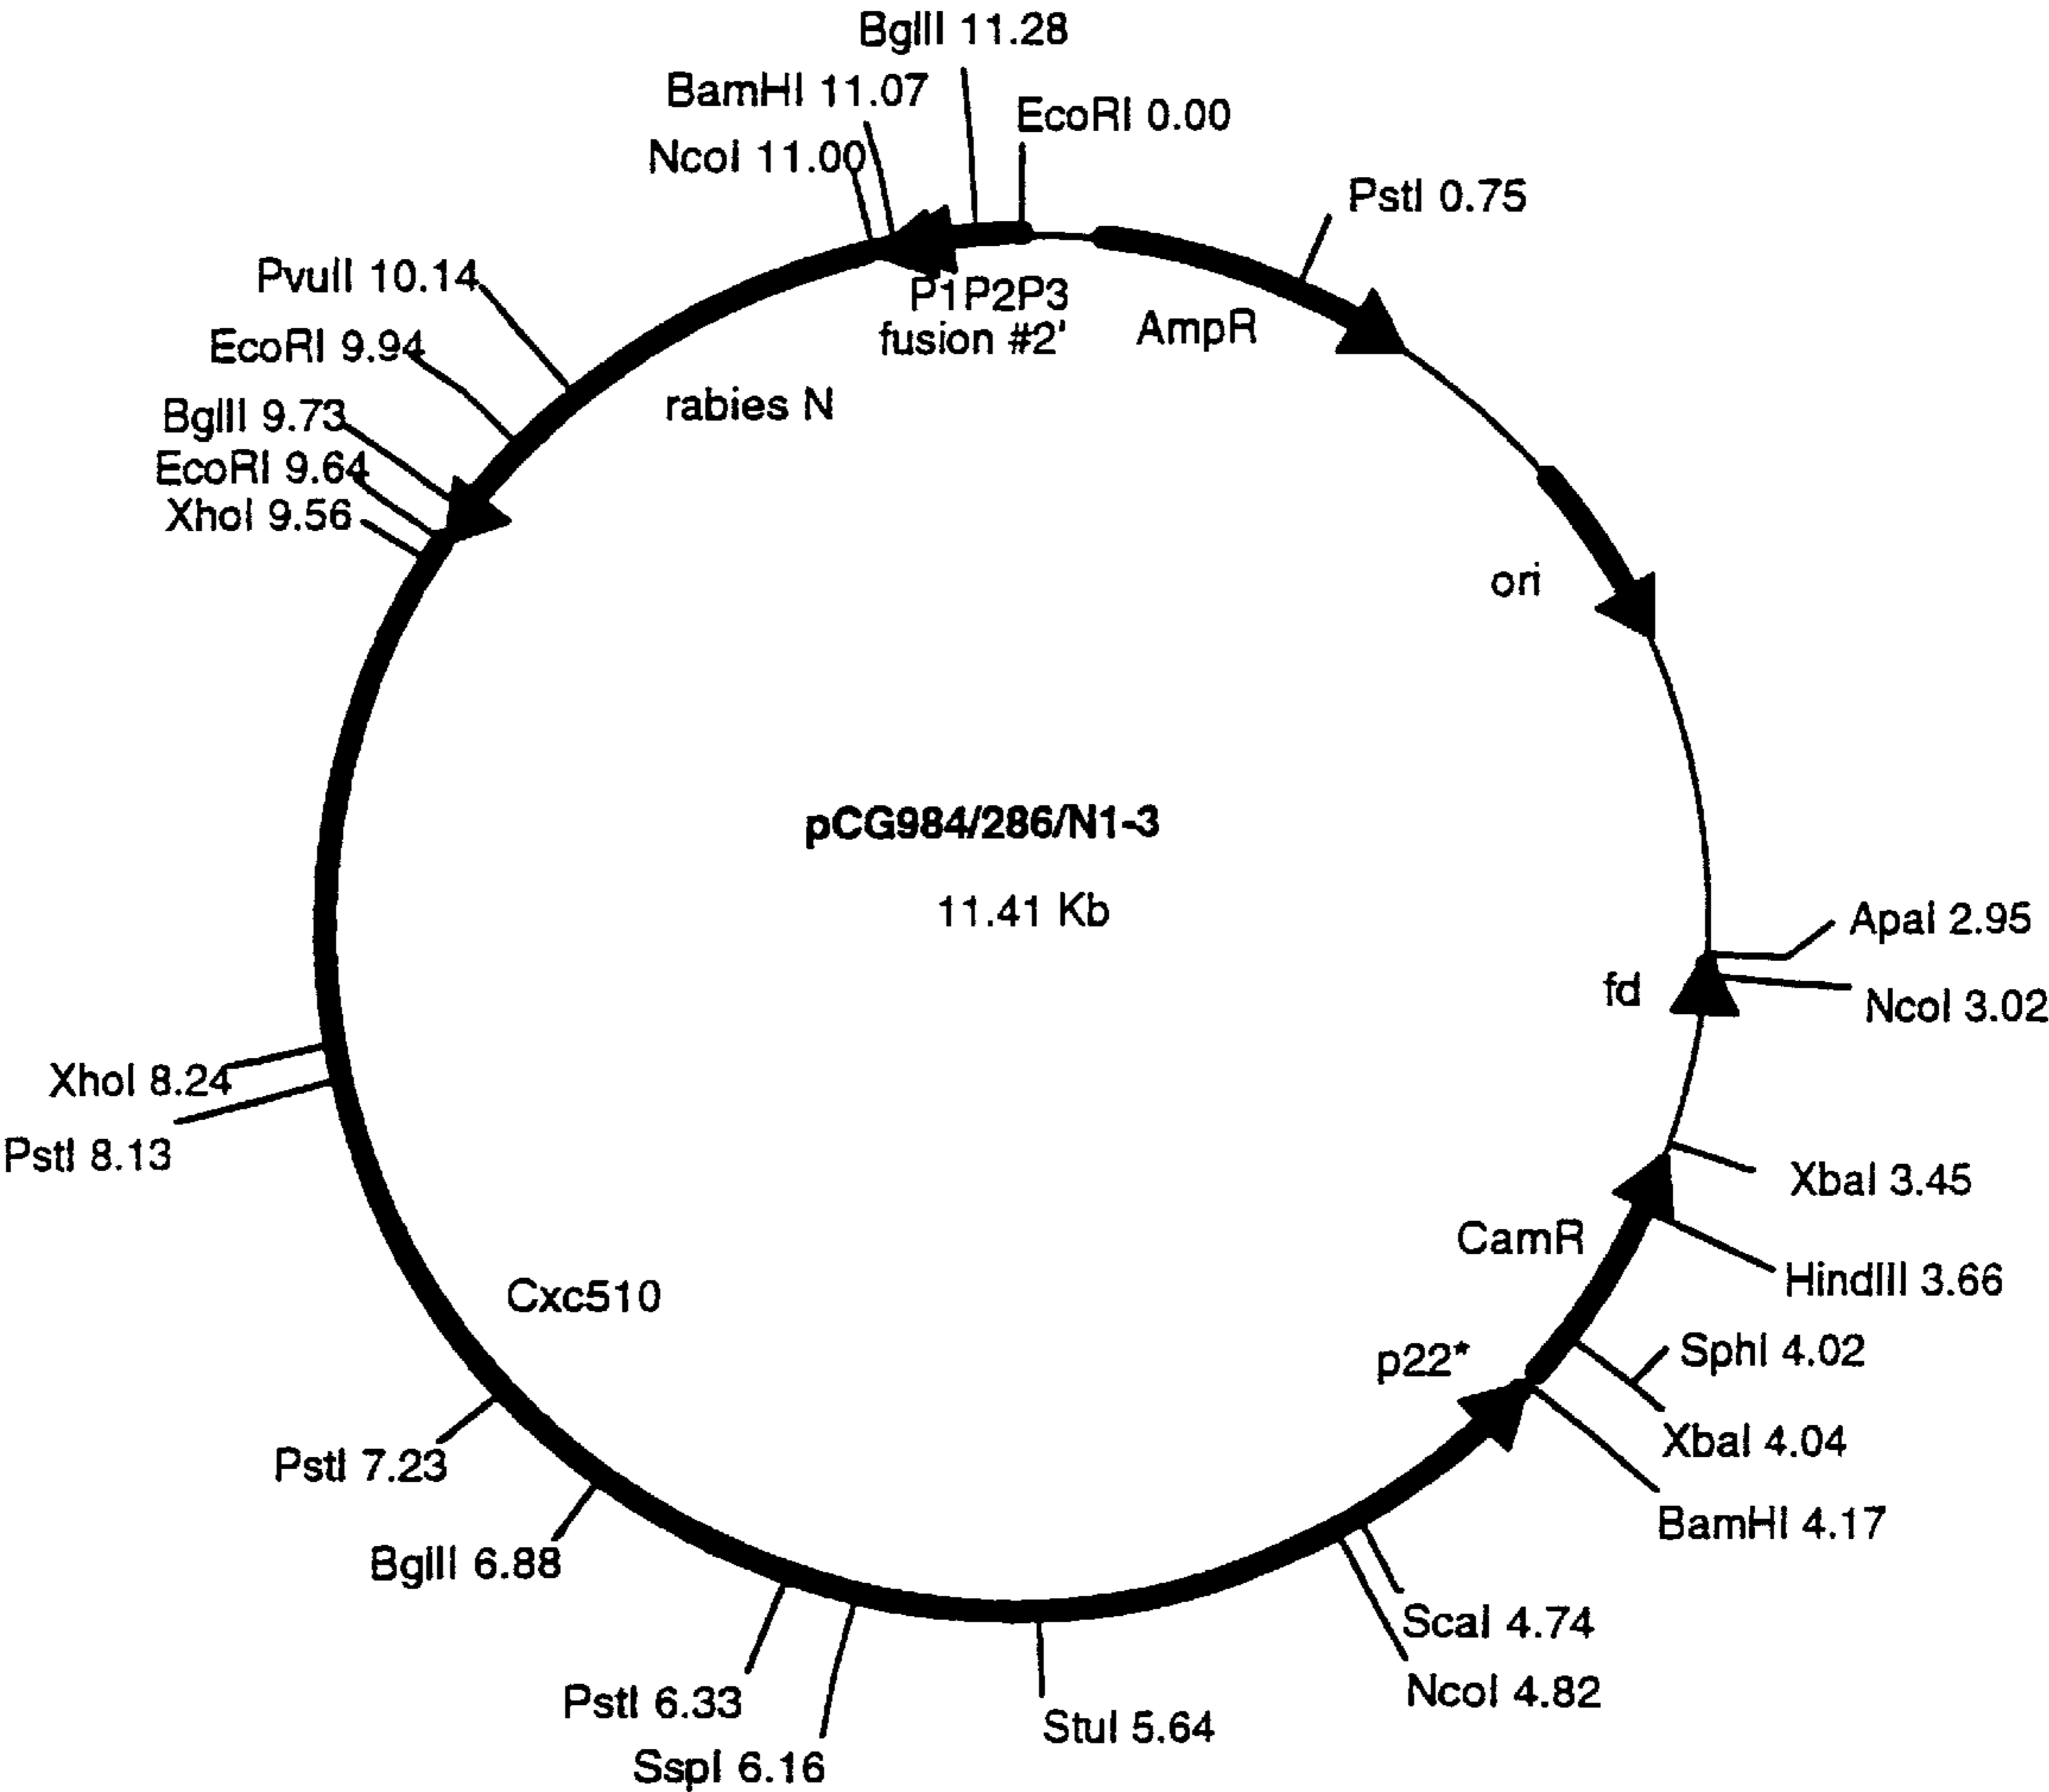 BglII 11.28
BamHI 11.07
EcoRI 0.00
NcoI 11.00
PstI 0.75
PvuII 10.14
P1P2P3
fusion #2'
AmpR
EcoRI 9.94
rabies N
BglII 9.73
EcoRI 9.64
XhoI 9.56
ori
pCG984/286/N1-3
11.41 Kb
ApaI 2.95
fd
NcoI 3.02
XhoI 8.24
PstI 8.13
XbaI 3.45
CamR
HindIII 3.66
Cxc510
p22*
SphI 4.02
XbaI 4.04
PstI 7.23
BamHI 4.17
BglII 6.88
ScaI 4.74
NcoI 4.82
PstI 6.33
StuI 5.64
SspI 6.16